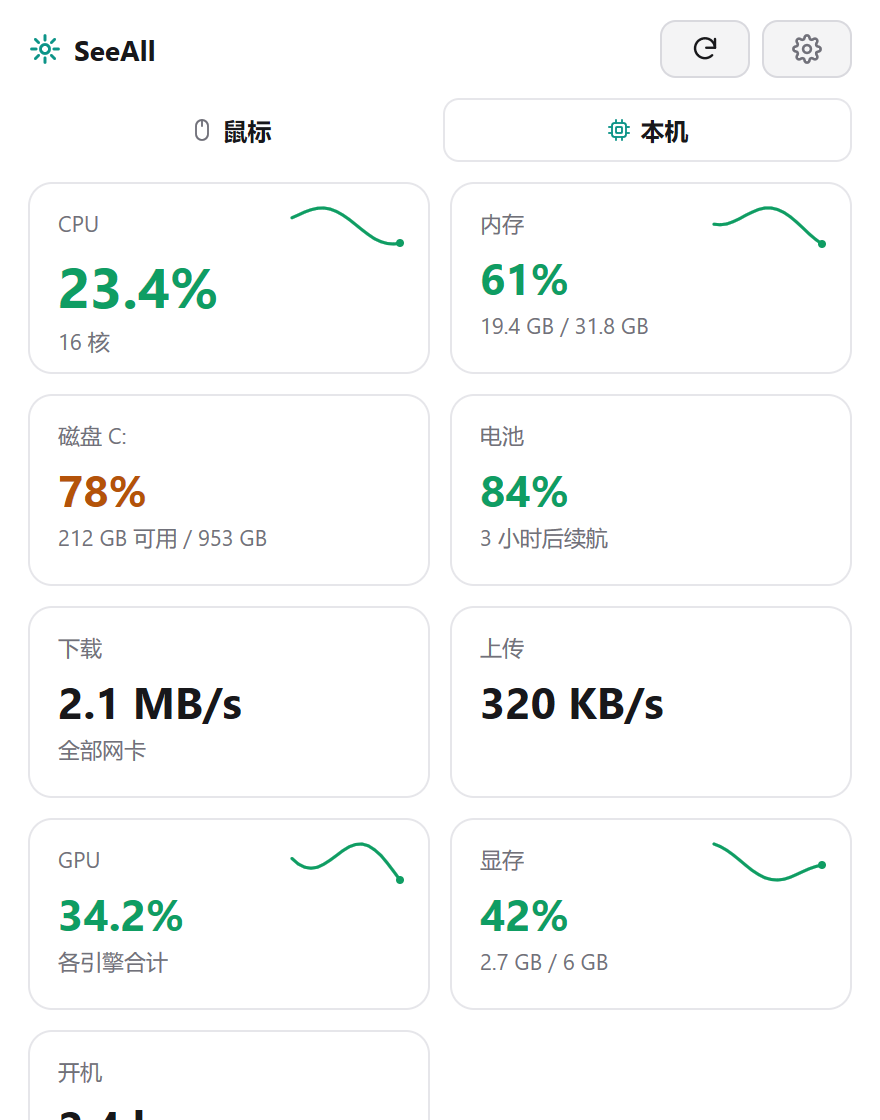 SeeAll
鼠标
本机
CPU
23.4%
16 核
内存
61%
19.4 GB / 31.8 GB
磁盘 C:
78%
212 GB 可用 / 953 GB
电池
84%
3 小时后续航
下载
2.1 MB/s
全部网卡
上传
320 KB/s
GPU
34.2%
各引擎合计
显存
42%
2.7 GB / 6 GB
开机